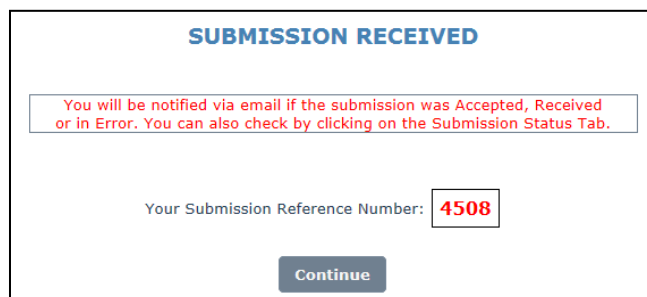 SUBMISSION RECEIVED
You will be notified via email if the submission was Accepted, Received
or in Error. You can also check by clicking on the Submission Status Tab.
Your Submission Reference Number: 4508
Continue